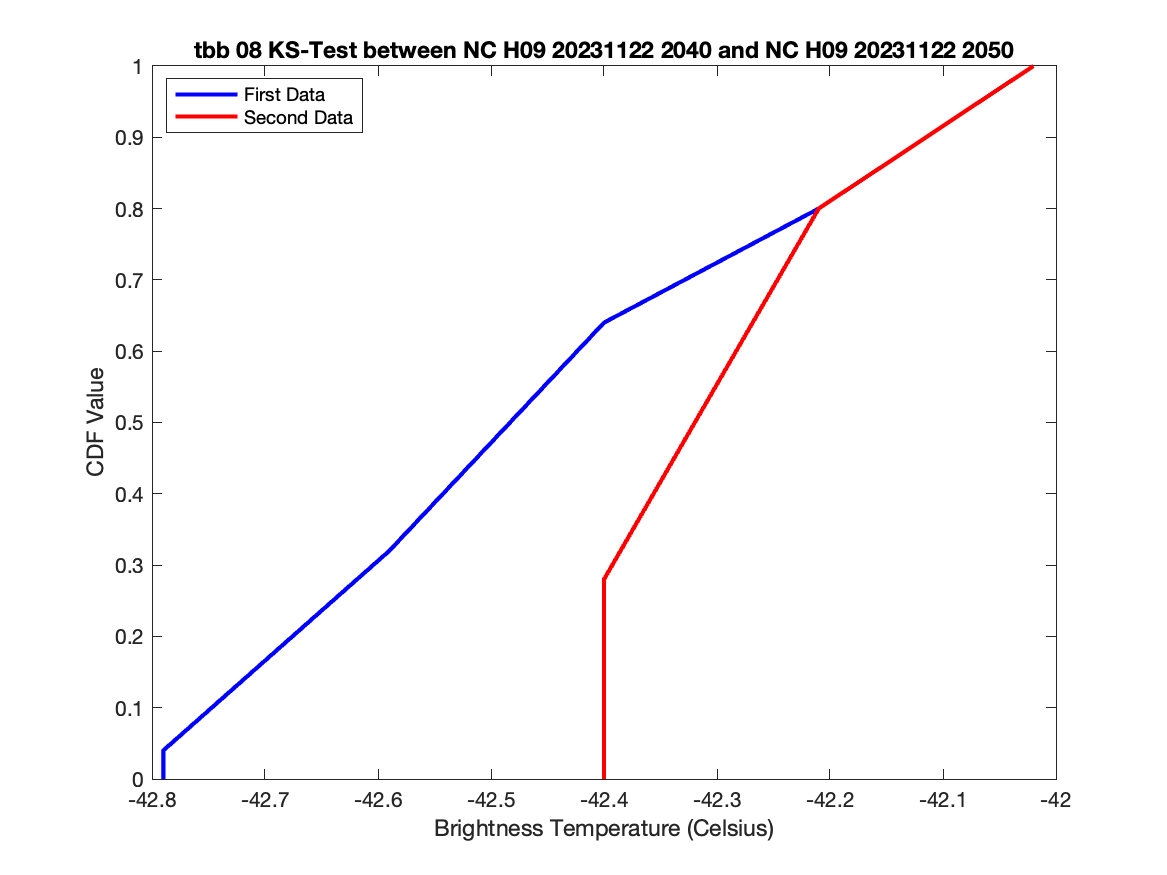 tbb 08 KS-Test between NC H09 20231122 2040 and NC H09 20231122 2050
First Data
Second Data
1
0.9
0.8
0.7
0.6
0.5
0.4
0.3
0.2
0.1
0
CDF Value
-42.8 -42.7 -42.6 -42.5 -42.4 -42.3 -42.2 -42.1 -42
Brightness Temperature (Celsius)